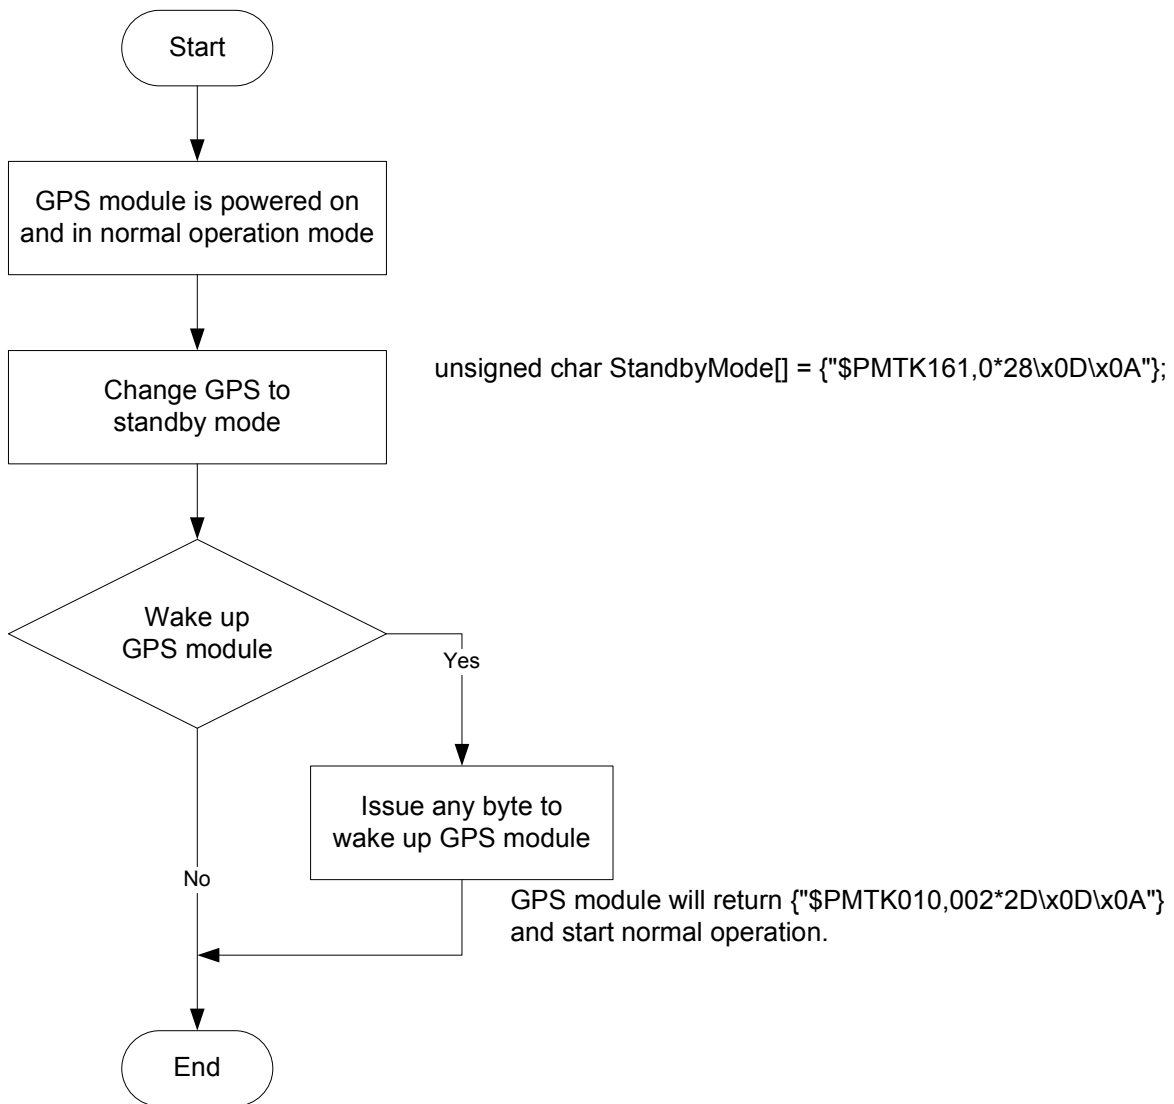 Start
GPS module is powered on
and in normal operation mode
Change GPS to
standby mode
unsigned char StandbyMode[] = {"$PMTK161,0*28\x0D\x0A"};
Wake up
GPS module
Yes
Issue any byte to
wake up GPS module
No
GPS module will return {"$PMTK010,002*2D\x0D\x0A"}
and start normal operation.
End